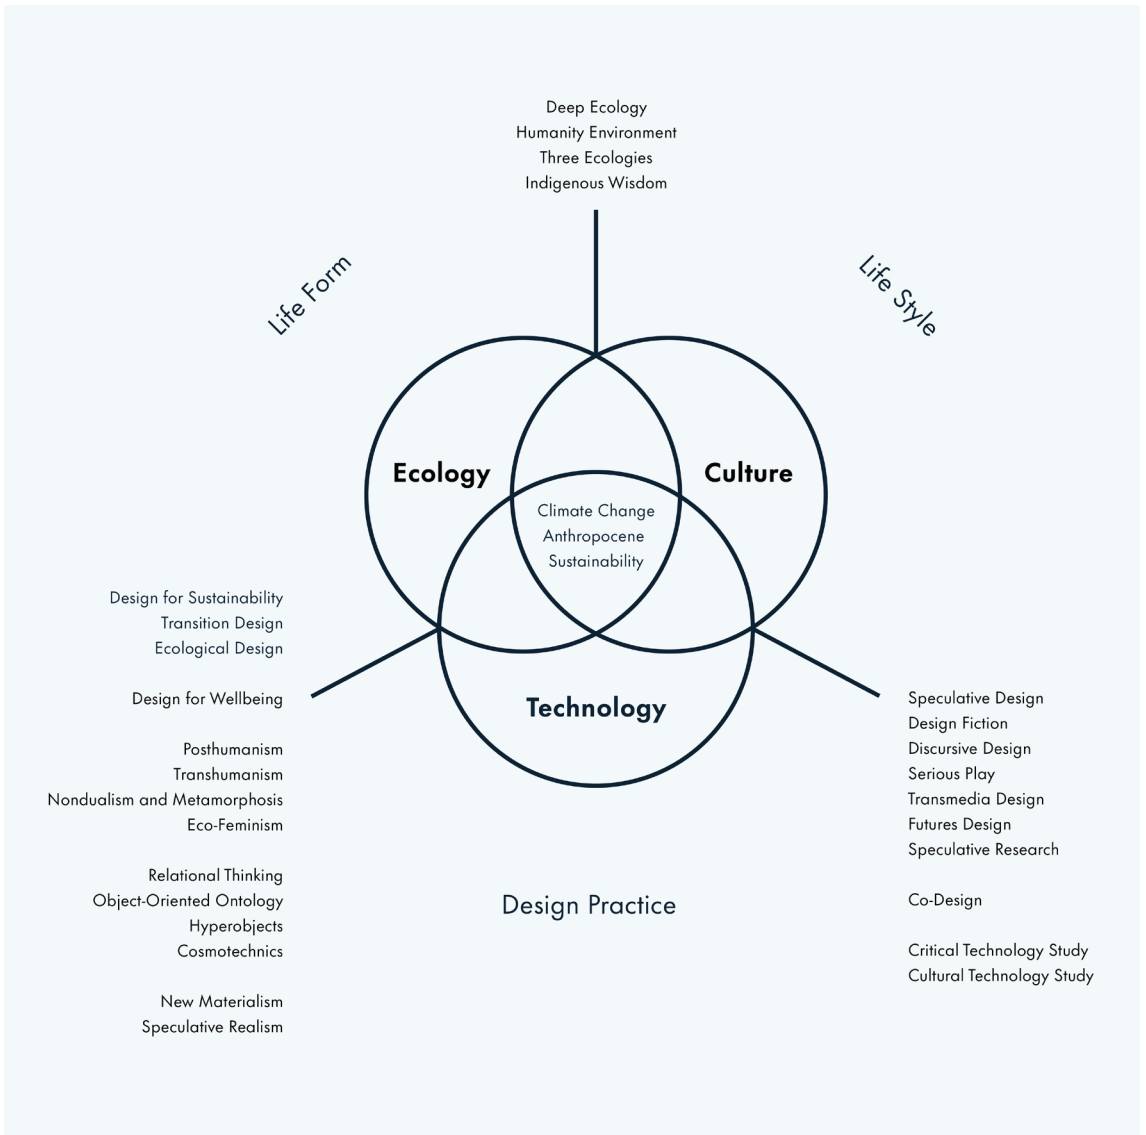 Deep Ecology
Humanity Environment
Three Ecologies
Indigenous Wisdom
Life Form
Life Style
Ecology
Culture
Climate Change
Anthropocene
Sustainability
Technology
Design for Sustainability
Transition Design
Ecological Design
Design for Wellbeing
Posthumanism
Transhumanism
Nondualism and Metamorphosis
Eco-Feminism
Relational Thinking
Object-Oriented Ontology
Hyperobjects
Cosmotechnics
New Materialism
Speculative Realism
Design Practice
Speculative Design
Design Fiction
Discursive Design
Serious Play
Transmedia Design
Futures Design
Speculative Research
Co-Design
Critical Technology Study
Cultural Technology Study